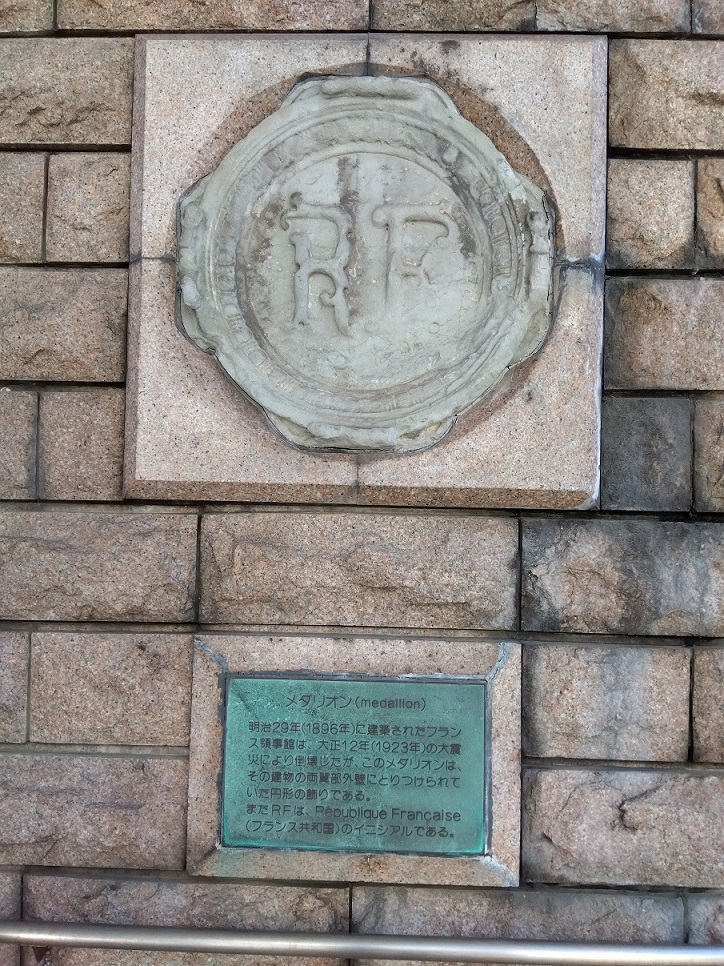 RF
メダリオン(medallion)
明治29年(1896年)に建築されたフラン
ス領事館は、大正12年(1923年)の大震
災により倒壊したが、このメダリオンは、
その建物の両翼部外壁にとりつけられて
いた円形の飾りである。
またRFは、République Française
(フランス共和国)のイニシアルである。